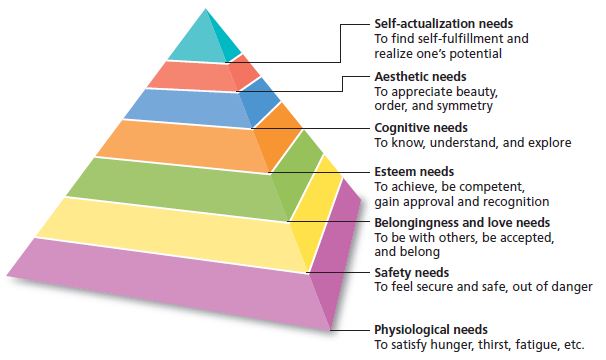 Self-actualization needs
To find self-fulfillment and
realize one's potential
Aesthetic needs
To appreciate beauty,
order, and symmetry
Cognitive needs
To know, understand, and explore
Esteem needs
To achieve, be competent,
gain approval and recognition
Belongingness and love needs
To be with others, be accepted,
and belong
Safety needs
To feel secure and safe, out of danger
Physiological needs
To satisfy hunger, thirst, fatigue, etc.